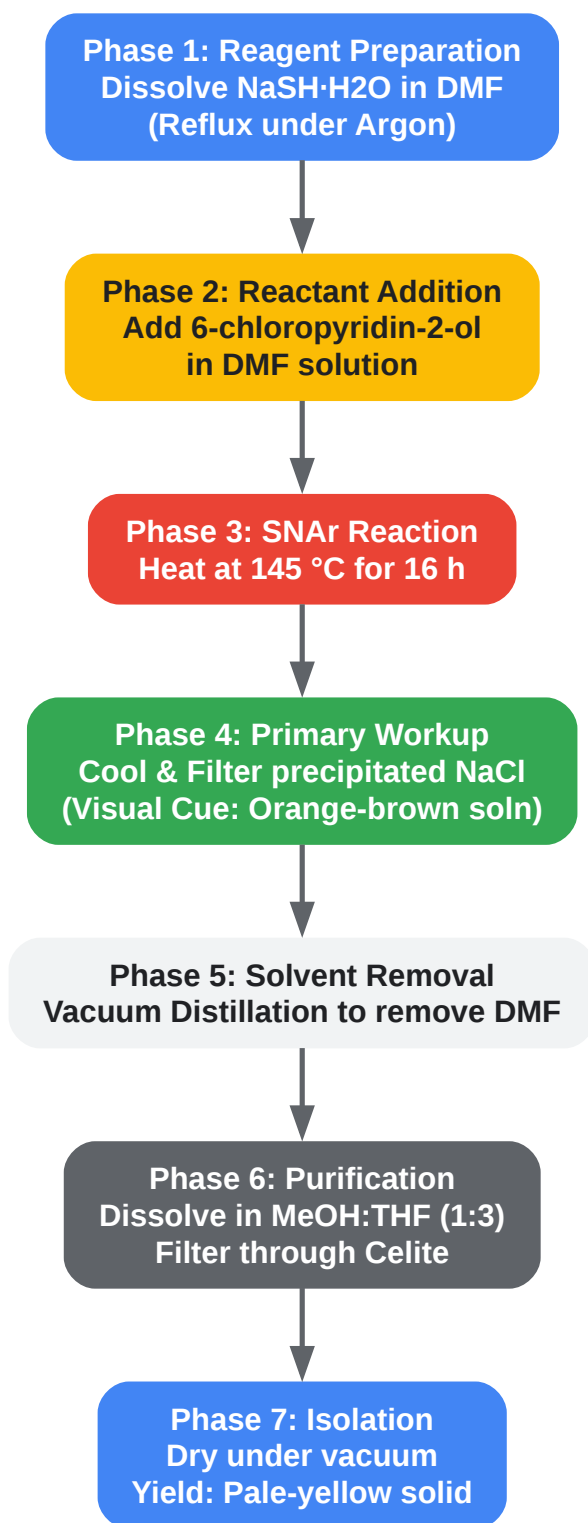 Phase 1: Reagent Preparation
Dissolve NaSH·H2O in DMF
(Reflux under Argon)
Phase 2: Reactant Addition
Add 6-chloropyridin-2-ol
in DMF solution
Phase 3: SNAr Reaction
Heat at 145 °C for 16 h
Phase 4: Primary Workup
Cool & Filter precipitated NaCl
(Visual Cue: Orange-brown soln)
Phase 5: Solvent Removal
Vacuum Distillation to remove DMF
Phase 6: Purification
Dissolve in MeOH:THF (1:3)
Filter through Celite
Phase 7: Isolation
Dry under vacuum
Yield: Pale-yellow solid